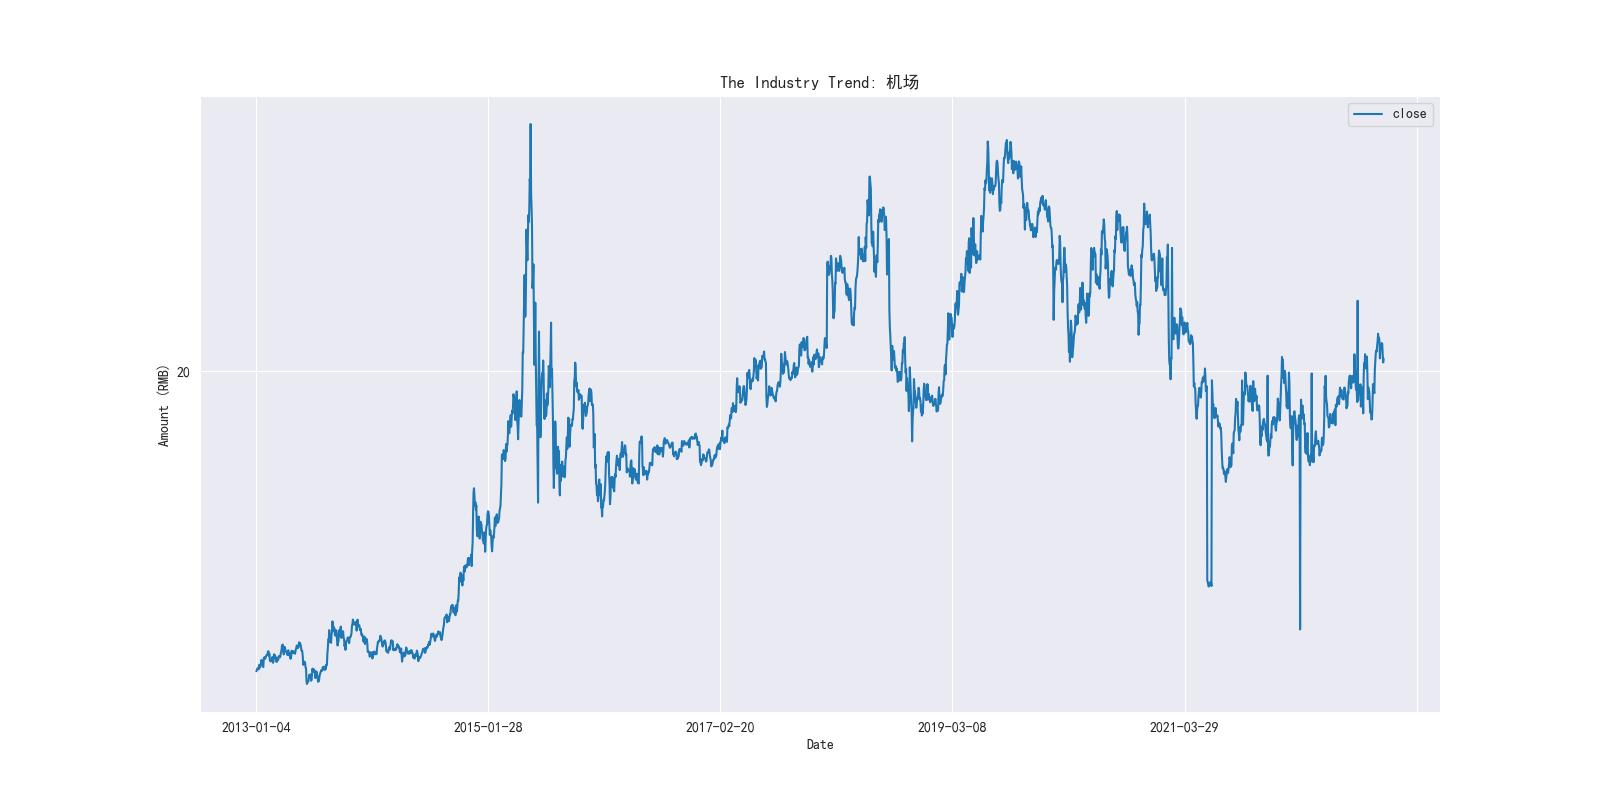 The Industry Trend: 机场
close
20
Amount (RMB)
2013-01-04 2015-01-28 2017-02-20 2019-03-08 2021-03-29
Date